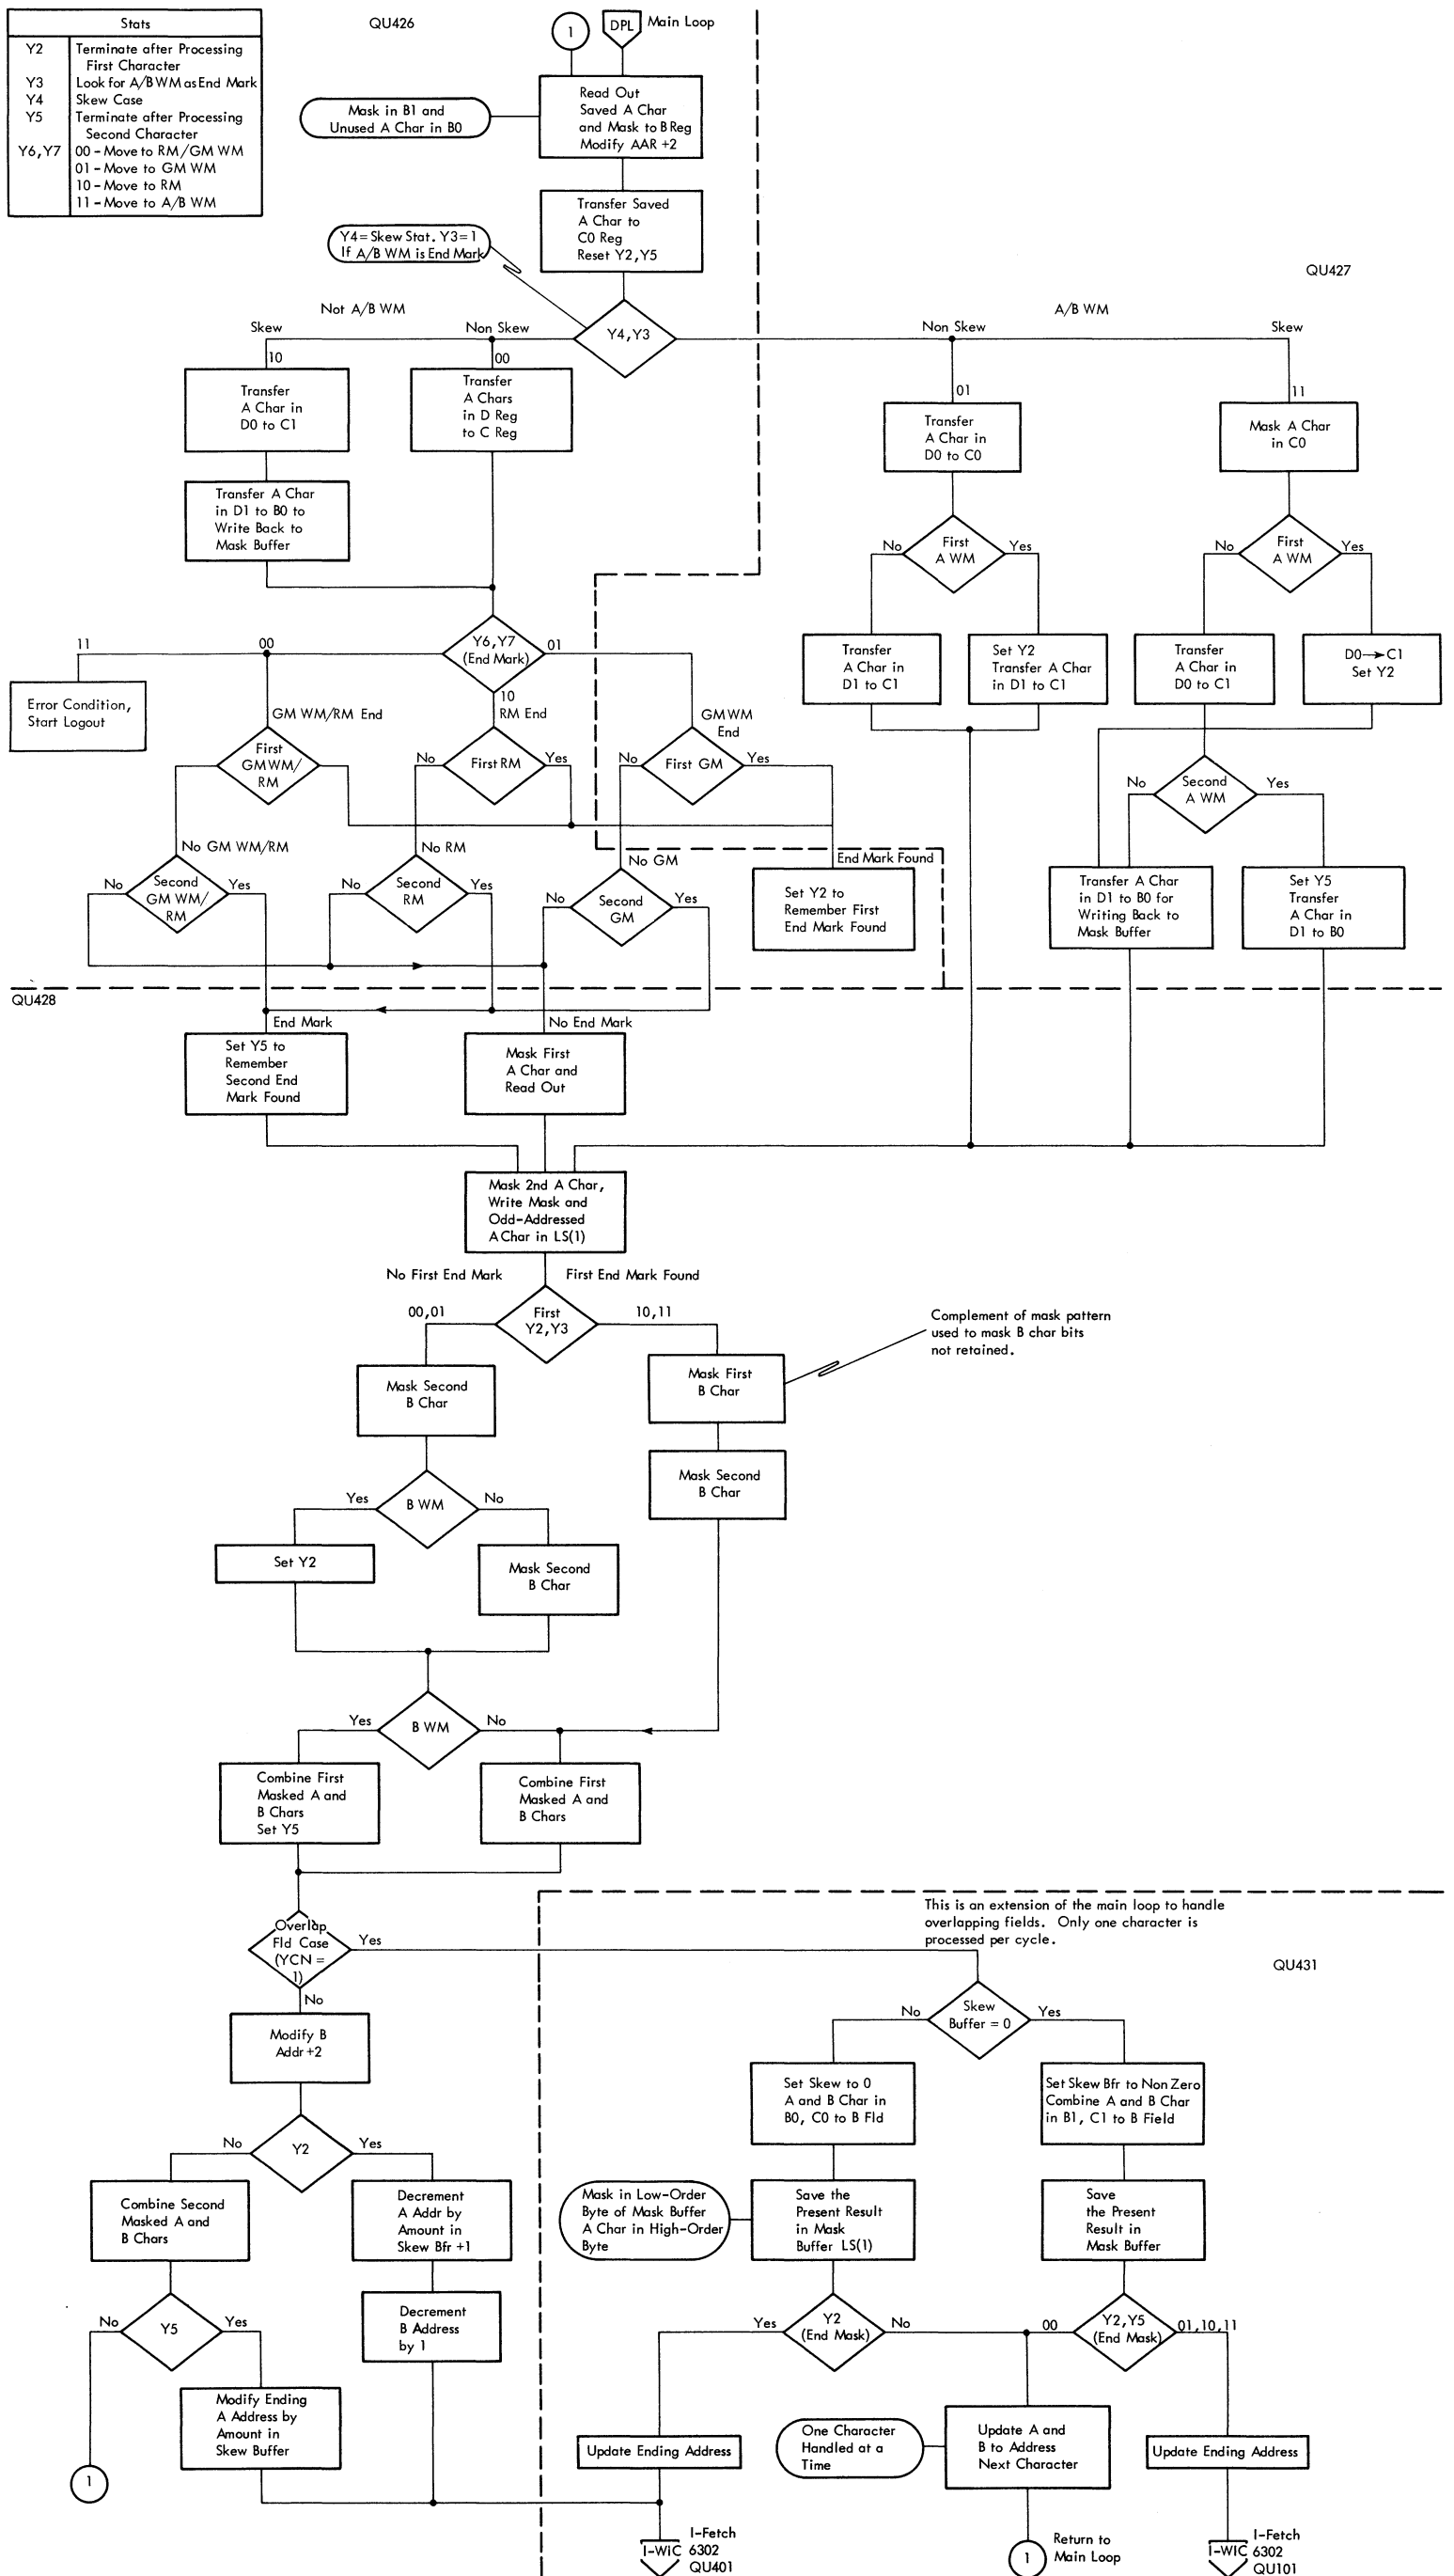 Stats
Y2 Terminate after Processing
First Character
Y3 Look for A/B WM as End Mark
Y4 Skew Case
Y5 Terminate after Processing
Second Character
Y6,Y7 00 - Move to RM/GM WM
01 - Move to GM WM
10 - Move to RM
11 - Move to A/B WM
QU426
1
DPL
Main Loop
Mask in B1 and
Unused A Char in B0
Read Out
Saved A Char
and Mask to B Reg
Modify AAR +2
Transfer Saved
A Char to
C0 Reg
Reset Y2,Y5
Y4=Skew Stat. Y3=1
If A/B WM is End Mark
QU427
Not A/B WM
A/B WM
Skew
Non Skew
Y4,Y3
Non Skew
Skew
10
00
01
11
Transfer
A Char in
D0 to C1
Transfer
A Chars
in D Reg
to C Reg
Transfer
A Char in
D0 to C0
Mask A Char
in C0
Transfer A Char
in D1 to B0 to
Write Back to
Mask Buffer
No
First
A WM
Yes
No
First
A WM
Yes
11
00
Y6,Y7
(End Mark)
01
10
Transfer
A Char in
D1 to C1
Set Y2
Transfer A Char
in D1 to C1
Transfer
A Char in
D0 to C1
D0→C1
Set Y2
Error Condition,
Start Logout
GM WM/RM End
RM End
GMWM
End
First
GMWM/
RM
No
First RM
Yes
No
First GM
Yes
No
Second
A WM
Yes
No GM WM/RM
No RM
No GM
End Mark Found
No
Second
GM WM/
RM
Yes
No
Second
RM
Yes
No
Second
GM
Yes
Set Y2 to
Remember First
End Mark Found
Transfer A Char
in D1 to B0 for
Writing Back to
Mask Buffer
Set Y5
Transfer
A Char in
D1 to B0
QU428
End Mark
No End Mark
Set Y5 to
Remember
Second End
Mark Found
Mask First
A Char and
Read Out
Mask 2nd A Char,
Write Mask and
Odd-Addressed
A Char in LS(1)
No First End Mark
First End Mark Found
00,01
First
Y2,Y3
10,11
Complement of mask pattern
used to mask B char bits
not retained.
Mask Second
B Char
Mask First
B Char
Mask Second
B Char
Yes
B WM
No
Set Y2
Mask Second
B Char
Yes
B WM
No
Combine First
Masked A and
B Chars
Set Y5
Combine First
Masked A and
B Chars
This is an extension of the main loop to handle
overlapping fields. Only one character is
processed per cycle.
QU431
Overlap
Fld Case
(YCN =
1)
Yes
No
No
Skew
Buffer = 0
Yes
Modify B
Addr +2
Set Skew to 0
A and B Char in
B0, C0 to B Fld
Set Skew Bfr to Non Zero
Combine A and B Char
in B1, C1 to B Field
No
Y2
Yes
Combine Second
Masked A and
B Chars
Decrement
A Addr by
Amount in
Skew Bfr +1
Mask in Low-Order
Byte of Mask Buffer
A Char in High-Order
Byte
Save the
Present Result
in Mask
Buffer LS(1)
Save
the Present
Result in
Mask Buffer
Decrement
B Address
by 1
No
Y5
Yes
Yes
Y2
(End Mask)
No
00
Y2,Y5
(End Mask)
01,10,11
Modify Ending
A Address by
Amount in
Skew Buffer
Update Ending Address
One Character
Handled at a
Time
Update A and
B to Address
Next Character
Update Ending Address
1
I-WIC
I-Fetch
6302
QU401
1
Return to
Main Loop
I-WIC
I-Fetch
6302
QU101